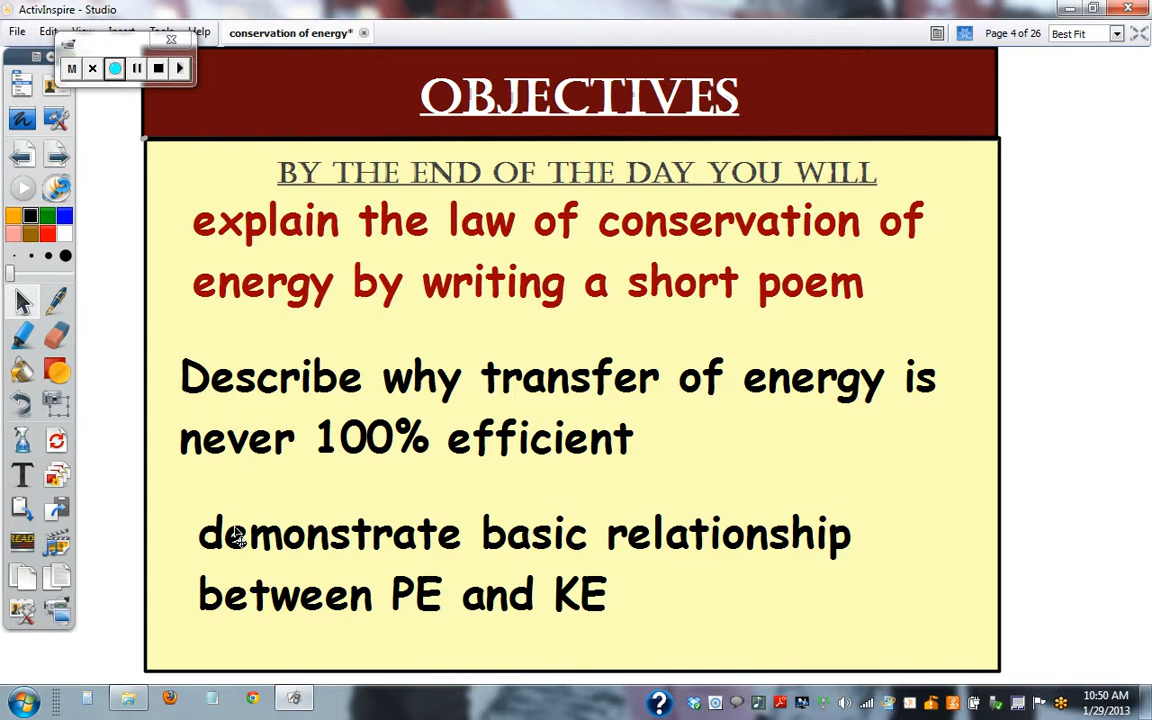 ActivInspire - Studio
File Edit View Insert Tools Help
conservation of energy*
Page 4 of 26 Best Fit
M
OBJECTIVES
BY THE END OF THE DAY YOU WILL
explain the law of conservation of
energy by writing a short poem
Describe why transfer of energy is
never 100% efficient
demonstrate basic relationship
between PE and KE
T
READ
10:50 AM
1/29/2013